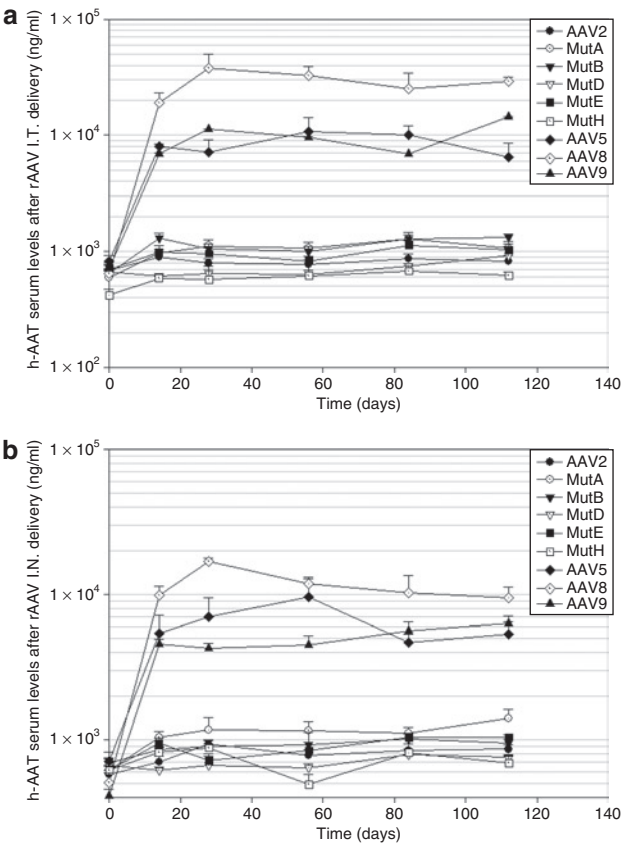 a
h-AAT serum levels after rAAV I.T. delivery (ng/ml)
1 × 10⁵
1 × 10⁴
1 × 10³
1 × 10²
0 20 40 60 80 100 120 140
Time (days)
AAV2
MutA
MutB
MutD
MutE
MutH
AAV5
AAV8
AAV9
b
h-AAT serum levels after rAAV I.N. delivery (ng/ml)
1 × 10⁵
1 × 10⁴
1 × 10³
0 20 40 60 80 100 120 140
Time (days)
AAV2
MutA
MutB
MutD
MutE
MutH
AAV5
AAV8
AAV9